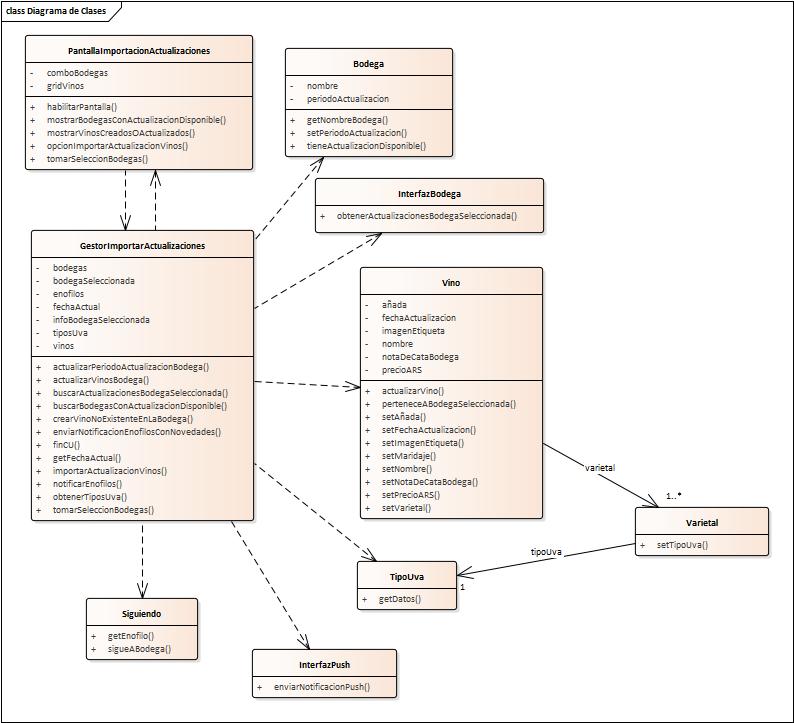 class Diagrama de Clases
PantallaImportacionActualizaciones
- comboBodegas
- gridVinos
+ habilitarPantalla()
+ mostrarBodegasConActualizacionDisponible()
+ mostrarVinosCreadosOActualizados()
+ opcionImportarActualizacionVinos()
+ tomarSeleccionBodegas()
Bodega
- nombre
- periodoActualizacion
+ getNombreBodega()
+ setPeriodoActualizacion()
+ tieneActualizacionDisponible()
InterfazBodega
+ obtenerActualizacionesBodegaSeleccionada()
GestorImportarActualizaciones
- bodegas
- bodegaSeleccionada
- enofilos
- fechaActual
- infoBodegaSeleccionada
- tiposUva
- vinos
+ actualizarPeriodoActualizacionBodega()
+ actualizarVinosBodega()
+ buscarActualizacionesBodegaSeleccionada()
+ buscarBodegasConActualizacionDisponible()
+ crearVinoNoExistenteEnLaBodega()
+ enviarNotificacionEnofilosConNovedades()
+ finCU()
+ getFechaActual()
+ importarActualizacionVinos()
+ notificarEnofilos()
+ obtenerTiposUva()
+ tomarSeleccionBodegas()
Vino
- añada
- fechaActualizacion
- imagenEtiqueta
- nombre
- notaDeCataBodega
- precioARS
+ actualizarVino()
+ perteneceABodegaSeleccionada()
+ setAñada()
+ setFechaActualizacion()
+ setImagenEtiqueta()
+ setMaridaje()
+ setNombre()
+ setNotaDeCataBodega()
+ setPrecioARS()
+ setVarietal()
varietal
1..*
Varietal
+ setTipoUva()
tipoUva
1
TipoUva
+ getDatos()
Siguiendo
+ getEnofilo()
+ sigueABodega()
InterfazPush
+ enviarNotificacionPush()